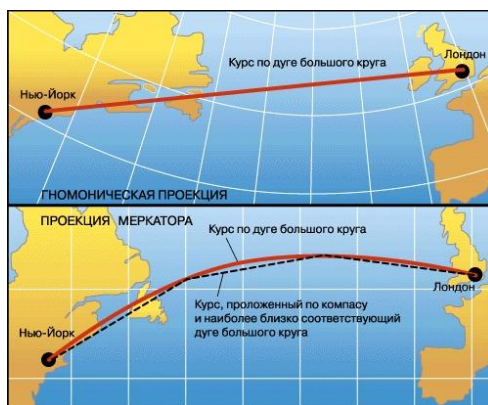 Курс по дуге большого круга
Лондон
Нью-Йорк
ГНОМОНИЧЕСКАЯ ПРОЕКЦИЯ
ПРОЕКЦИЯ МЕРКАТОРА
Курс по дуге большого круга
Лондон
Курс, проложенный по компасу
и наиболее близко соответствующий
дуге большого круга
Нью-Йорк